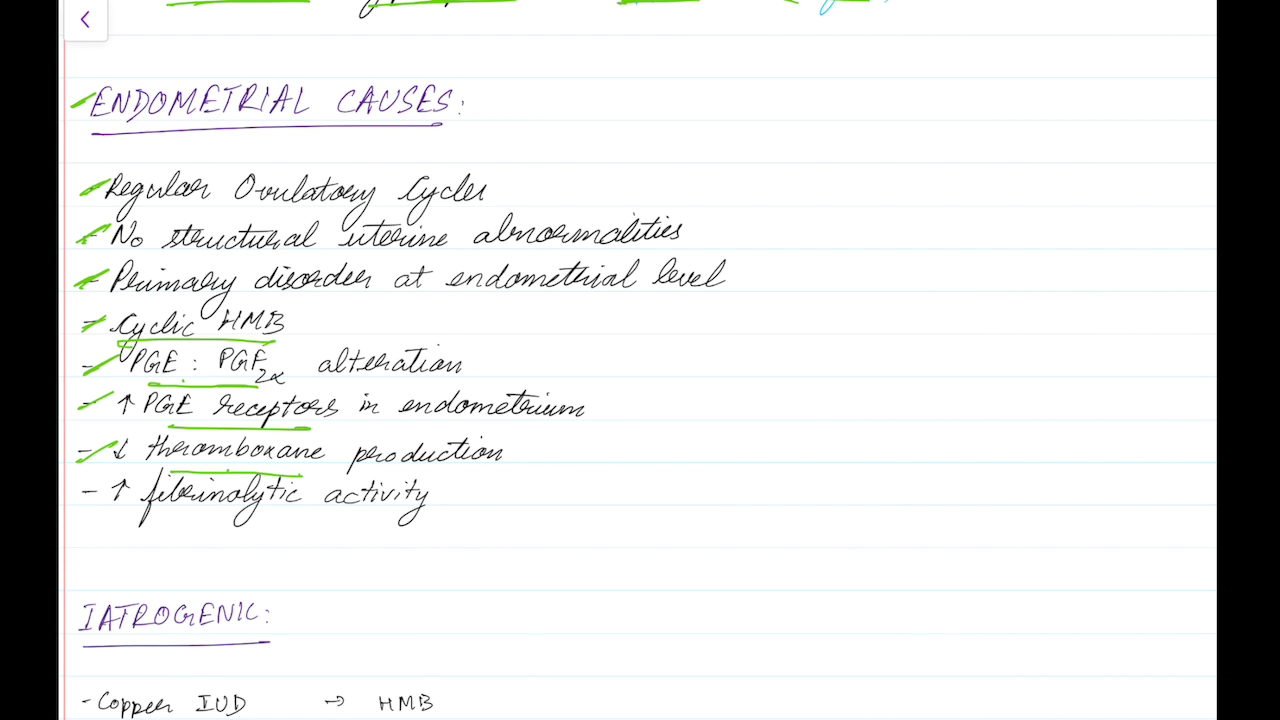 ENDOMETRIAL CAUSES:
- Regular Ovulatory Cycles
- No structural uterine abnormalities
- Primary disorder at endometrial level
- Cyclic HMB
- PGE : PGF2α alteration
- ↑ PGE receptors in endometrium
- ↓ thromboxane production
- ↑ fibrinolytic activity
IATROGENIC:
- Copper IUD → HMB